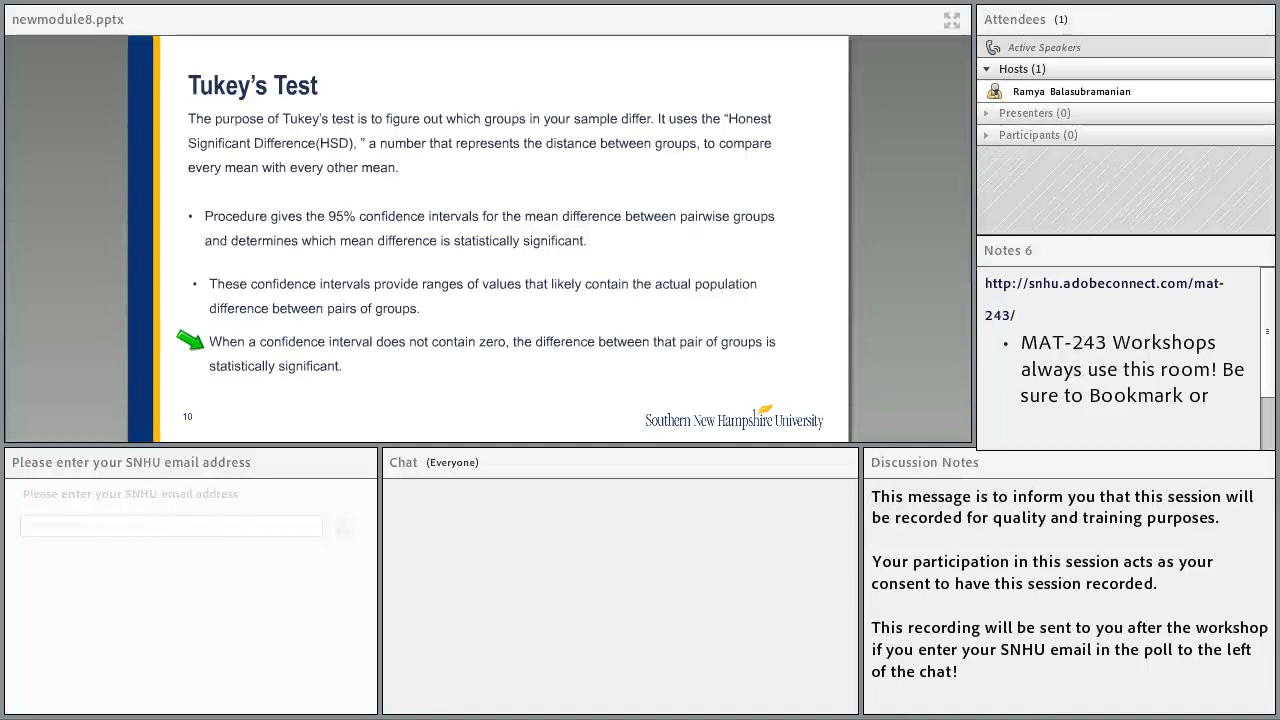 newmodule8.pptx
Tukey's Test
The purpose of Tukey's test is to figure out which groups in your sample differ. It uses the “Honest
Significant Difference(HSD), ” a number that represents the distance between groups, to compare
every mean with every other mean.
• Procedure gives the 95% confidence intervals for the mean difference between pairwise groups
and determines which mean difference is statistically significant.
• These confidence intervals provide ranges of values that likely contain the actual population
difference between pairs of groups.
When a confidence interval does not contain zero, the difference between that pair of groups is
statistically significant.
10
Southern New Hampshire University
Attendees (1)
Active Speakers
Hosts (1)
Ramya Balasubramanian
Presenters (0)
Participants (0)
Notes 6
http://snhu.adobeconnect.com/mat-
243/
• MAT-243 Workshops
always use this room! Be
sure to Bookmark or
Please enter your SNHU email address
Please enter your SNHU email address
Chat (Everyone)
Discussion Notes
This message is to inform you that this session will
be recorded for quality and training purposes.
Your participation in this session acts as your
consent to have this session recorded.
This recording will be sent to you after the workshop
if you enter your SNHU email in the poll to the left
of the chat!